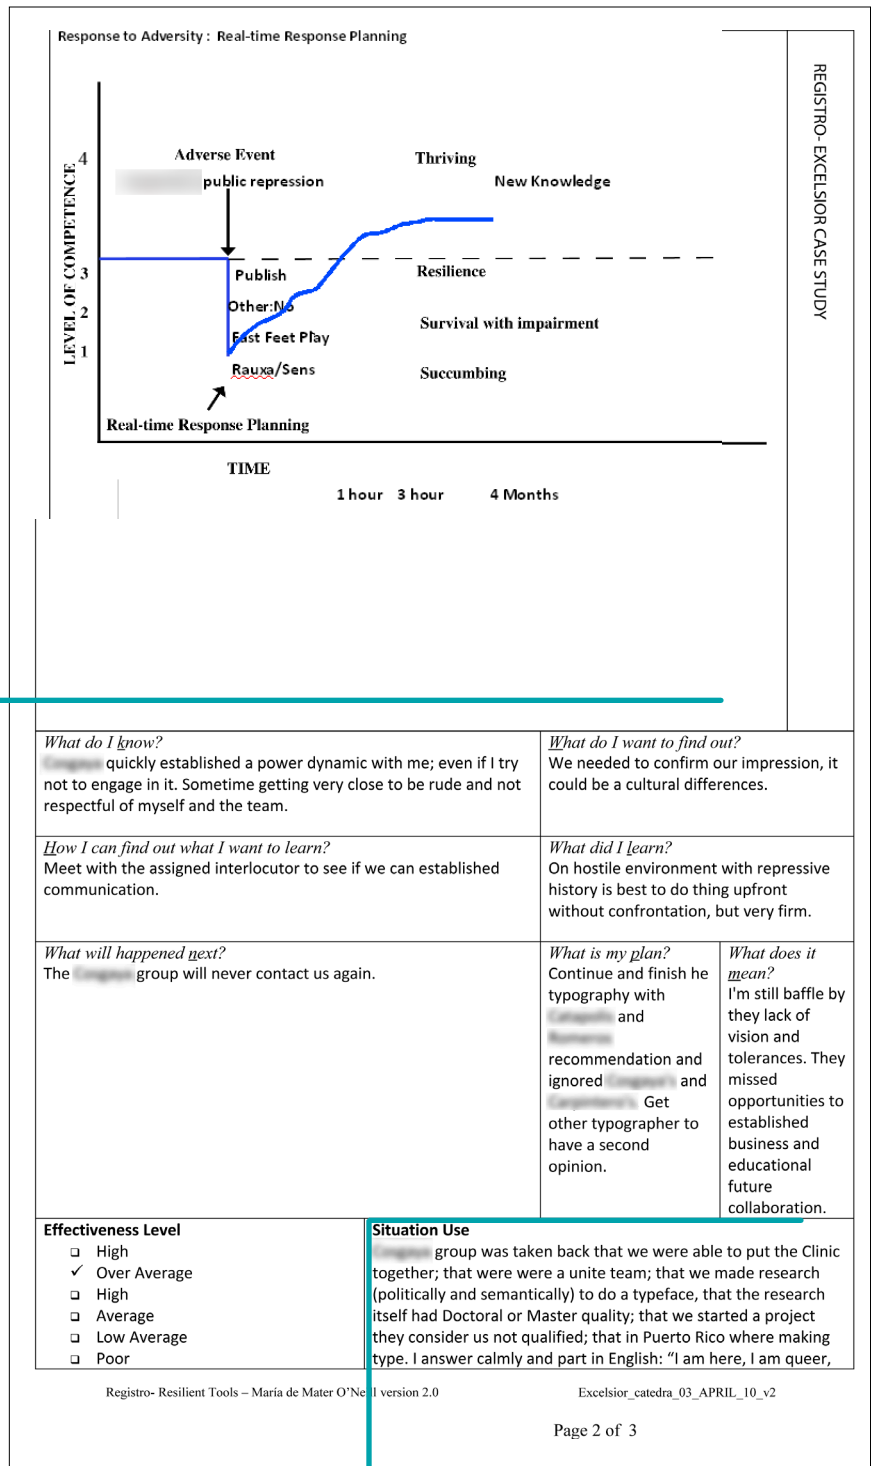 Response to Adversity : Real-time Response Planning
REGISTRO- EXCELSIOR CASE STUDY
LEVEL OF COMPETENCE
4
3
2
1
Adverse Event
public repression
Thriving
New Knowledge
Publish
Resilience
Other:No
Survival with impairment
Fast Feet Play
Rauxa/Sens
Succumbing
Real-time Response Planning
TIME
1 hour 3 hour 4 Months
What do I know?
quickly established a power dynamic with me; even if I try
not to engage in it. Sometime getting very close to be rude and not
respectful of myself and the team.
What do I want to find out?
We needed to confirm our impression, it
could be a cultural differences.
How I can find out what I want to learn?
Meet with the assigned interlocutor to see if we can established
communication.
What did I learn?
On hostile environment with repressive
history is best to do thing upfront
without confrontation, but very firm.
What will happened next?
The group will never contact us again.
What is my plan?
Continue and finish he
typography with
and
recommendation and
ignored and
Get
other typographer to
have a second
opinion.
What does it
mean?
I'm still baffle by
they lack of
vision and
tolerances. They
missed
opportunities to
established
business and
educational
future
collaboration.
Effectiveness Level
High
Over Average
High
Average
Low Average
Poor
Situation Use
group was taken back that we were able to put the Clinic
together; that were were a unite team; that we made research
(politically and semantically) to do a typeface, that the research
itself had Doctoral or Master quality; that we started a project
they consider us not qualified; that in Puerto Rico where making
type. I answer calmly and part in English: “I am here, I am queer,
Registro- Resilient Tools – María de Mater O’Neill version 2.0
Excelsior_catedra_03_APRIL_10_v2
Page 2 of 3